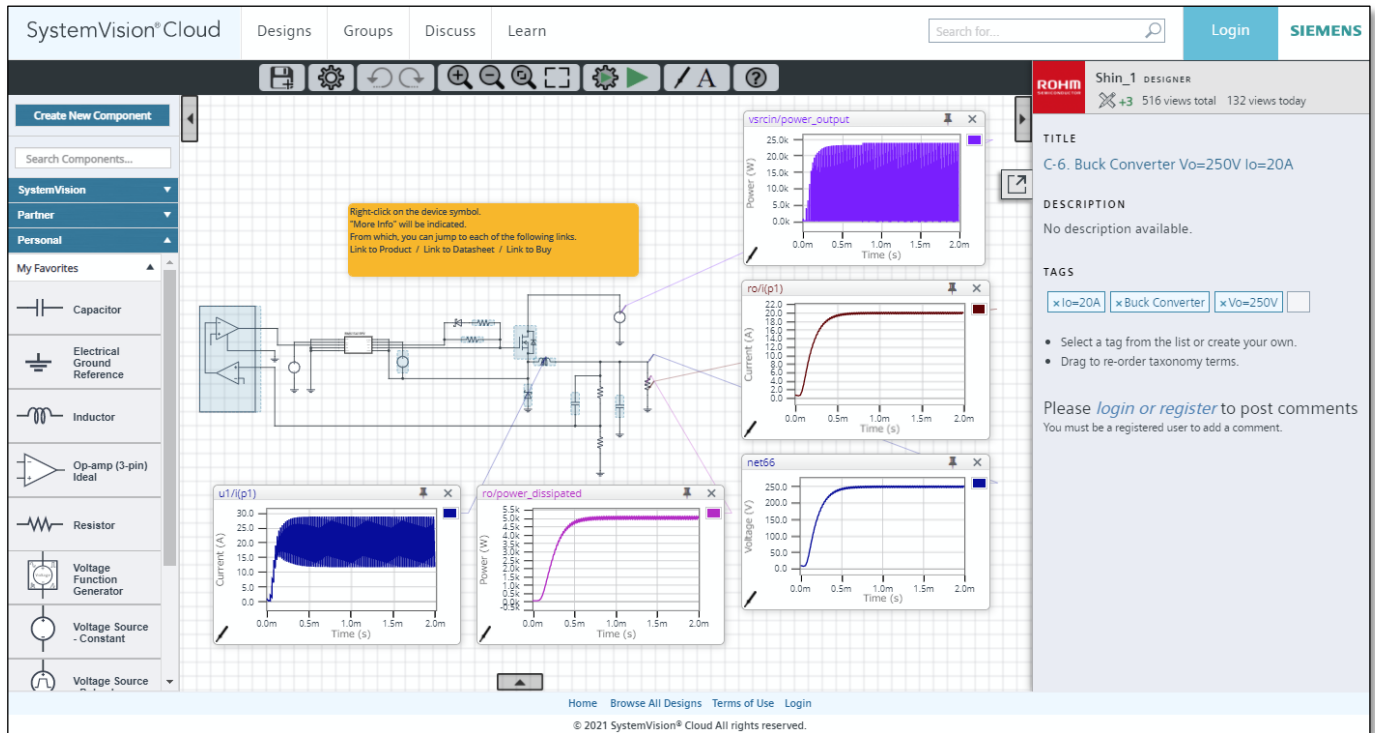 SystemVision® Cloud
Designs
Groups
Discuss
Learn
Search for...
Login
SIEMENS
A
?
Create New Component
Search Components...
SystemVision
Partner
Personal
My Favorites
Capacitor
Electrical
Ground
Reference
Inductor
Op-amp (3-pin)
Ideal
Resistor
Voltage
Function
Generator
Voltage Source
- Constant
Voltage Source
Right-click on the device symbol.
"More Info" will be indicated.
From which, you can jump to each of the following links.
Link to Product / Link to Datasheet / Link to Buy
vsrcin/power_output
Power (W)
25.0k
20.0k
15.0k
10.0k
5.0k
0.0k
0.0m 0.5m 1.0m 1.5m 2.0m
Time (s)
ro/i(p1)
Current (A)
22.0
20.0
18.0
16.0
14.0
12.0
10.0
8.0
6.0
4.0
2.0
0.0
0.0m 0.5m 1.0m 1.5m 2.0m
Time (s)
net66
Voltage (V)
250.0
200.0
150.0
100.0
50.0
0.0
0.0m 0.5m 1.0m 1.5m 2.0m
Time (s)
u1/i(p1)
Current (A)
30.0
25.0
20.0
15.0
10.0
5.0
0.0
0.0m 0.5m 1.0m 1.5m 2.0m
Time (s)
ro/power_dissipated
Power (W)
5.5k
5.0k
4.5k
4.0k
3.5k
3.0k
2.5k
2.0k
1.5k
1.0k
0.5k
0.0k
-0.5k
0.0m 0.5m 1.0m 1.5m 2.0m
Time (s)
ROHM
SEMICONDUCTOR
Shin_1 DESIGNER
+3 516 views total 132 views today
TITLE
C-6. Buck Converter Vo=250V Io=20A
DESCRIPTION
No description available.
TAGS
× Io=20A × Buck Converter × Vo=250V
• Select a tag from the list or create your own.
• Drag to re-order taxonomy terms.
Please login or register to post comments
You must be a registered user to add a comment.
Home Browse All Designs Terms of Use Login
© 2021 SystemVision® Cloud All rights reserved.